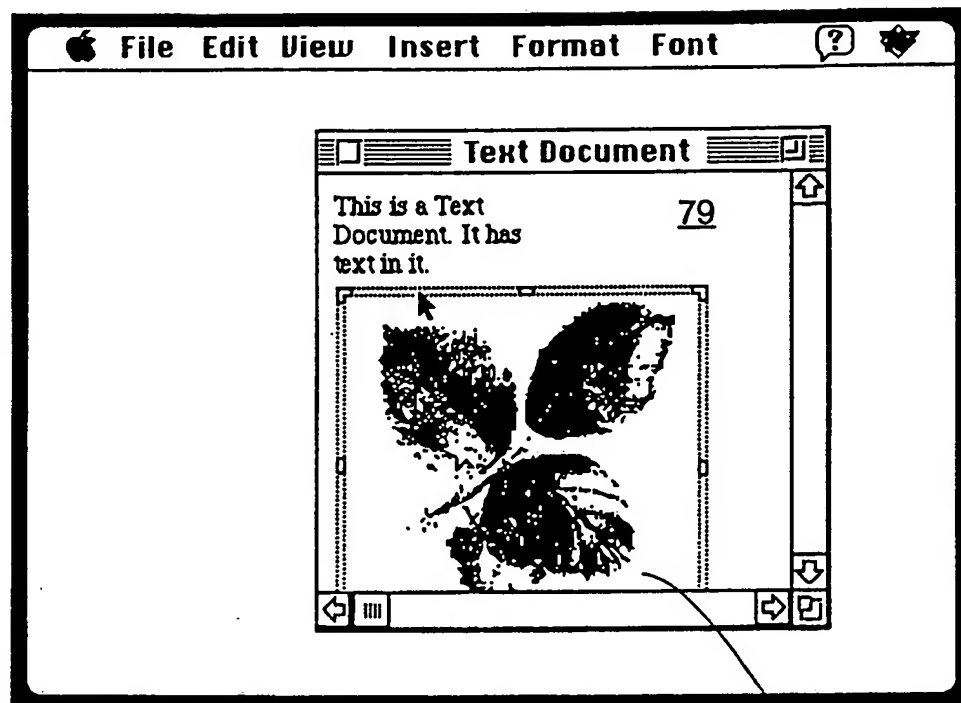 File Edit View Insert Format Font ?
Text Document
This is a Text
Document. It has
text in it.
79